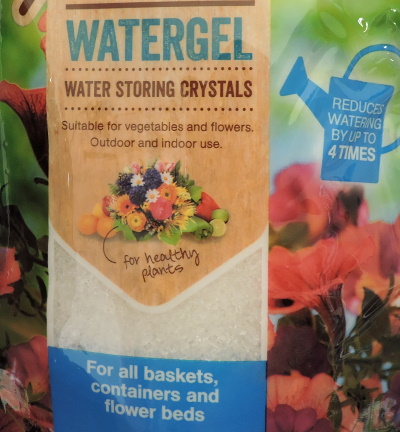 WATERGEL
WATER STORING CRYSTALS
Suitable for vegetables and flowers.
Outdoor and indoor use.
REDUCES
WATERING
BY UP TO
4 TIMES
for healthy
plants
For all baskets,
containers and
flower beds